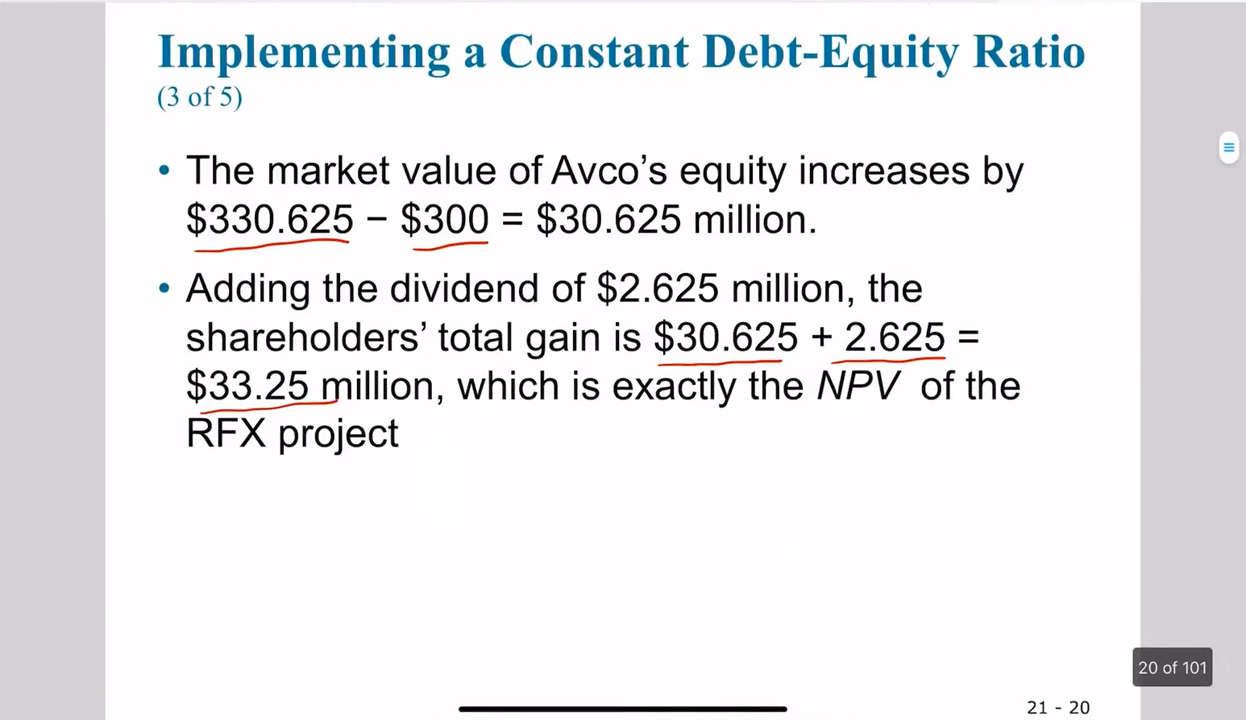 Implementing a Constant Debt-Equity Ratio
(3 of 5)
• The market value of Avco’s equity increases by
$330.625 − $300 = $30.625 million.
• Adding the dividend of $2.625 million, the
shareholders’ total gain is $30.625 + 2.625 =
$33.25 million, which is exactly the NPV of the
RFX project
20 of 101
21 - 20